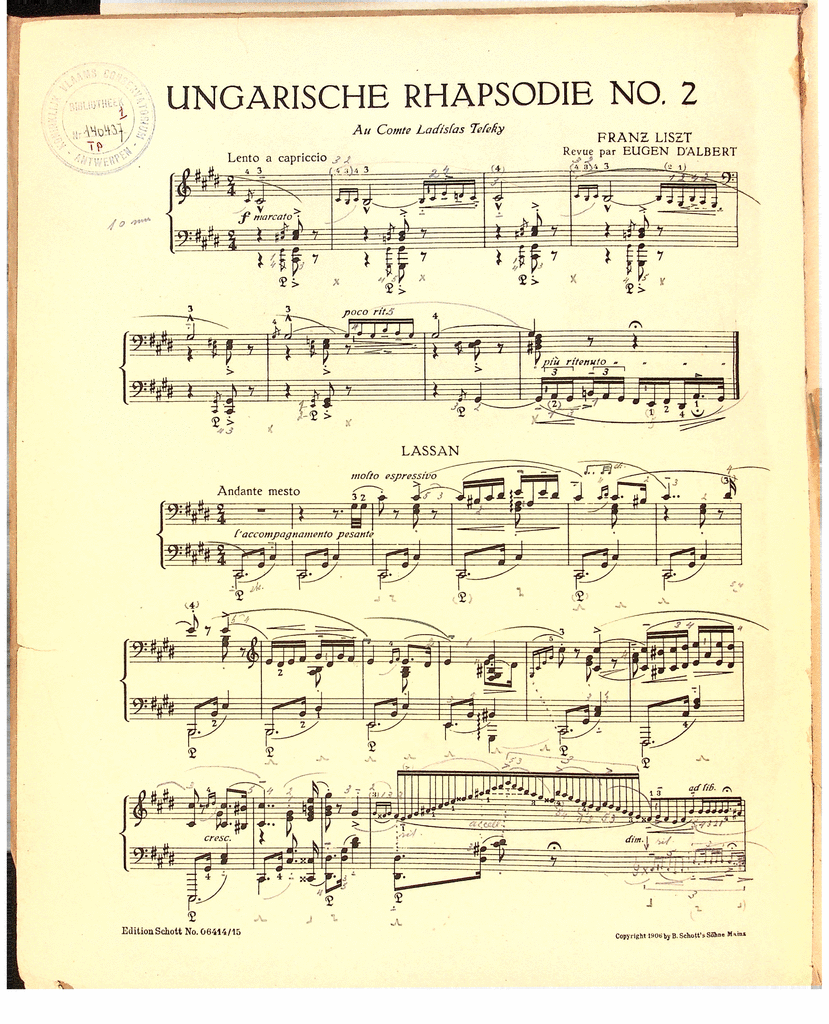 KONINKLIJK VLAAMS CONSERVATORIUM
BIBLIOTHEEK
1
Nr 140437
TP
- ANTWERPEN -
UNGARISCHE RHAPSODIE NO. 2
Au Comte Ladislas Teleky
FRANZ LISZT
Revue par EUGEN D'ALBERT
Lento a capriccio
f marcato
poco rit.
più ritenuto
LASSAN
molto espressivo
Andante mesto
l'accompagnamento pesante
cresc.
accel.
ad lib.
dim.
Edition Schott No. 06414/15
Copyright 1906 by B. Schott's Söhne Mainz